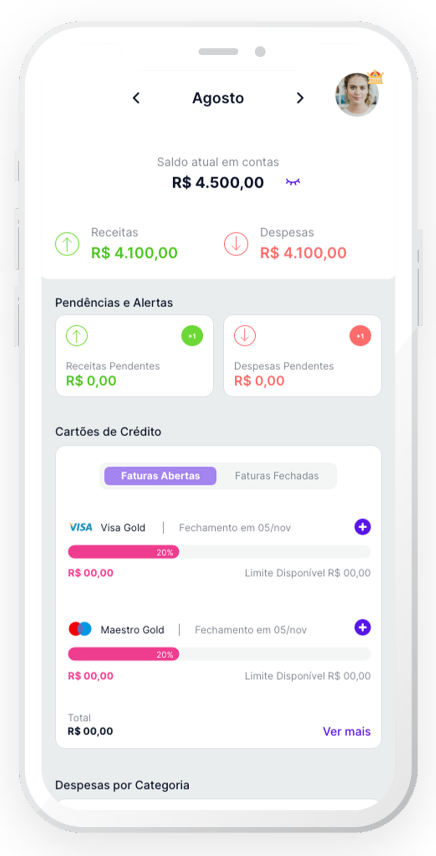 Agosto
Saldo atual em contas
R$ 4.500,00
Receitas
R$ 4.100,00
Despesas
R$ 4.100,00
Pendências e Alertas
+1
Receitas Pendentes
R$ 0,00
+1
Despesas Pendentes
R$ 0,00
Cartões de Crédito
Faturas Abertas
Faturas Fechadas
VISA Visa Gold | Fechamento em 05/nov
20%
R$ 00,00 Limite Disponível R$ 00,00
Maestro Gold | Fechamento em 05/nov
20%
R$ 00,00 Limite Disponível R$ 00,00
Total
R$ 00,00
Ver mais
Despesas por Categoria